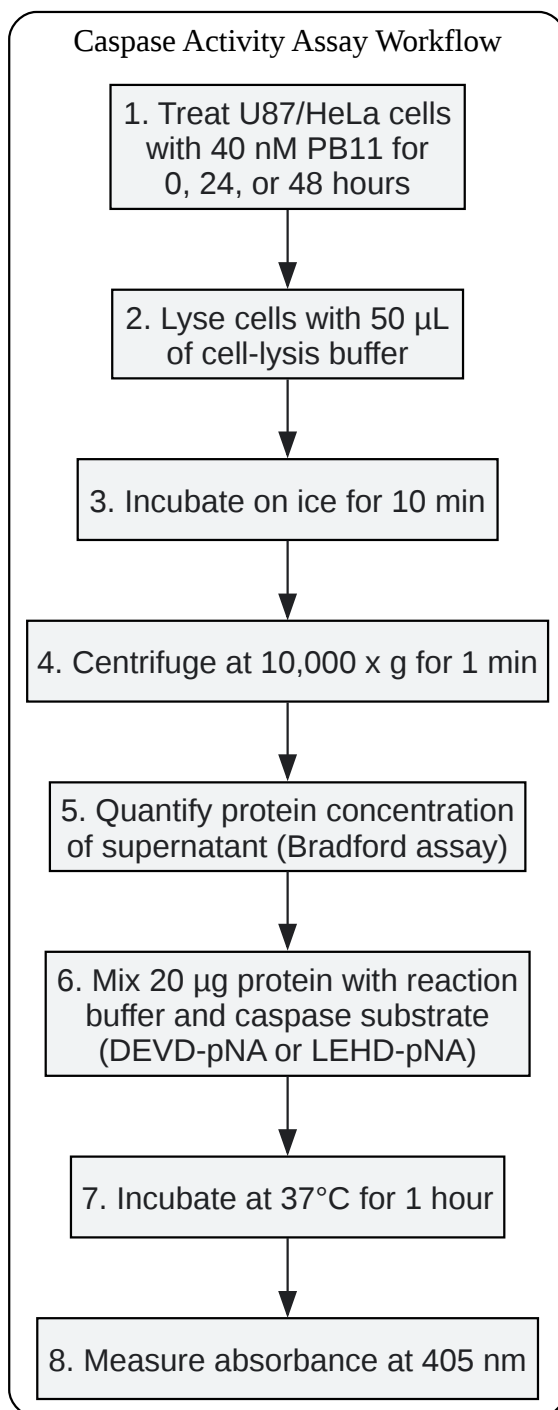 Caspase Activity Assay Workflow
1. Treat U87/HeLa cells
with 40 nM PB11 for
0, 24, or 48 hours
2. Lyse cells with 50 µL
of cell-lysis buffer
3. Incubate on ice for 10 min
4. Centrifuge at 10,000 x g for 1 min
5. Quantify protein concentration
of supernatant (Bradford assay)
6. Mix 20 µg protein with reaction
buffer and caspase substrate
(DEVD-pNA or LEHD-pNA)
7. Incubate at 37°C for 1 hour
8. Measure absorbance at 405 nm